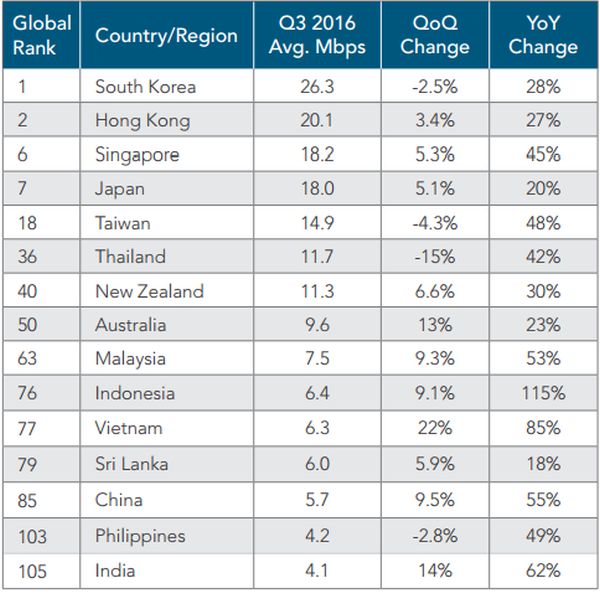 Global Rank Country/Region Q3 2016 Avg. Mbps QoQ Change YoY Change
1 South Korea 26.3 -2.5% 28%
2 Hong Kong 20.1 3.4% 27%
6 Singapore 18.2 5.3% 45%
7 Japan 18.0 5.1% 20%
18 Taiwan 14.9 -4.3% 48%
36 Thailand 11.7 -15% 42%
40 New Zealand 11.3 6.6% 30%
50 Australia 9.6 13% 23%
63 Malaysia 7.5 9.3% 53%
76 Indonesia 6.4 9.1% 115%
77 Vietnam 6.3 22% 85%
79 Sri Lanka 6.0 5.9% 18%
85 China 5.7 9.5% 55%
103 Philippines 4.2 -2.8% 49%
105 India 4.1 14% 62%